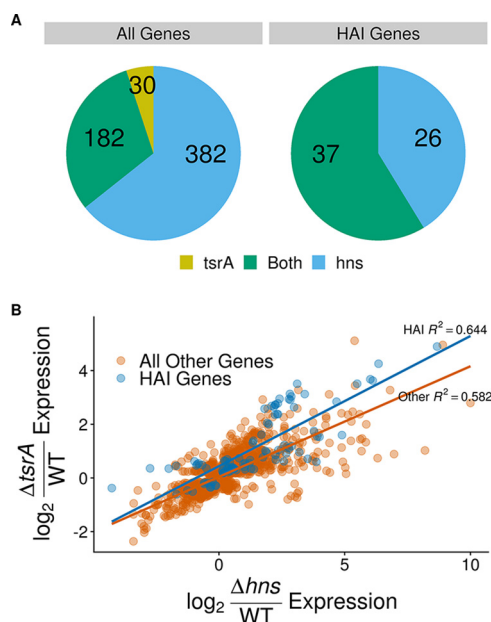 A
All Genes
HAI Genes
30
182
382
37
26
tsrA
Both
hns
B
HAI R² = 0.644
All Other Genes
HAI Genes
Other R² = 0.582
4
2
0
-2
0
5
10
log₂ ΔtsrA/WT Expression
log₂ Δhns/WT Expression